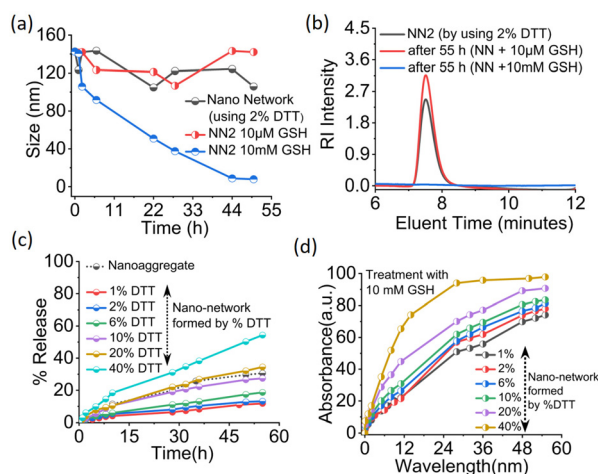 (a)
160
120
80
40
0
Size (nm)
Nano Network
(using 2% DTT)
NN2 10μM GSH
NN2 10mM GSH
0 11 22 33 44 55
Time (h)
(b)
4.5
3.6
2.7
1.8
0.9
0.0
RI Intensity
NN2 (by using 2% DTT)
after 55 h (NN + 10μM GSH)
after 55 h (NN +10mM GSH)
6 8 10 12
Eluent Time (minutes)
(c)
100
80
60
40
20
0
% Release
Nanoaggregate
1% DTT
2% DTT
6% DTT
10% DTT
20% DTT
40% DTT
Nano-network
formed by % DTT
0 15 30 45 60
Time(h)
(d)
100
80
60
40
20
0
Absorbance(a.u.)
Treatment with
10 mM GSH
1%
2%
6%
10%
20%
40%
Nano-network
formed
by %DTT
0 12 24 36 48 60
Wavelength(nm)